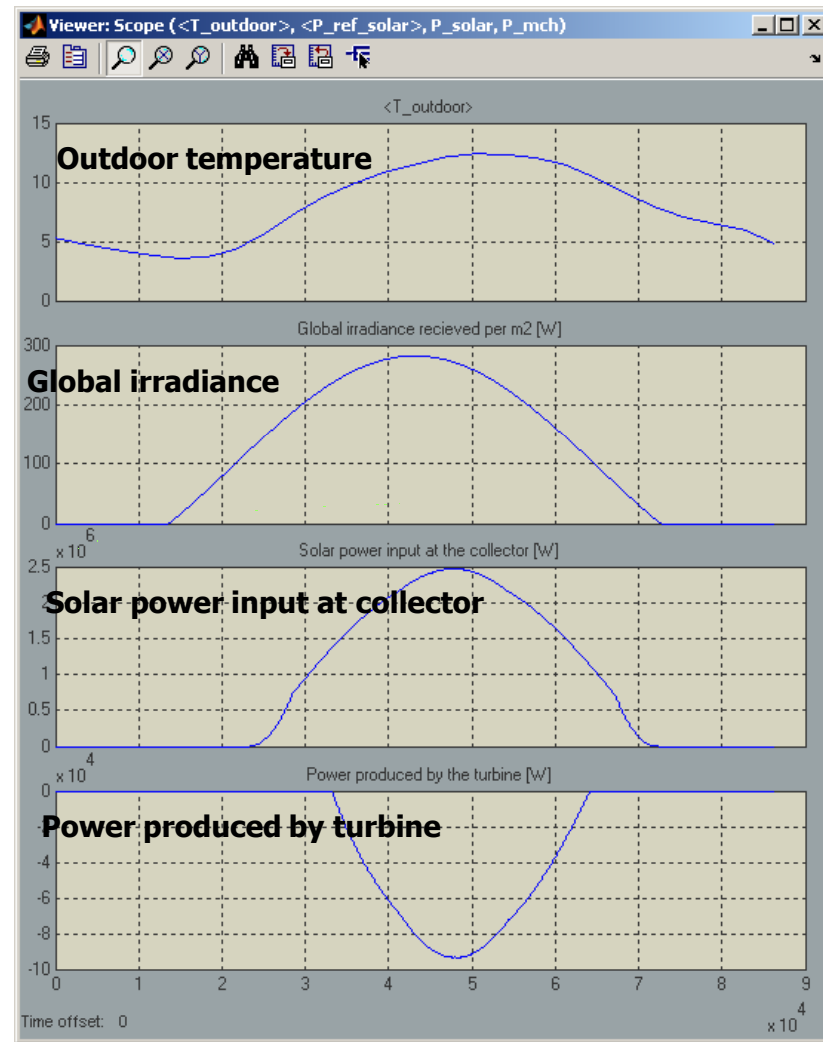 Viewer: Scope (<T_outdoor>, <P_ref_solar>, P_solar, P_mch)
<T_outdoor>
15
Outdoor temperature
10
5
0
Global irradiance recieved per m2 [W]
300
Global irradiance
200
100
0
x 10 6
Solar power input at the collector [W]
2.5
2
Solar power input at collector
1.5
1
0.5
0
x 10 4
Power produced by the turbine [W]
0
-2
Power produced by turbine
-4
-6
-8
-10
0 1 2 3 4 5 6 7 8 9
x 10 4
Time offset: 0